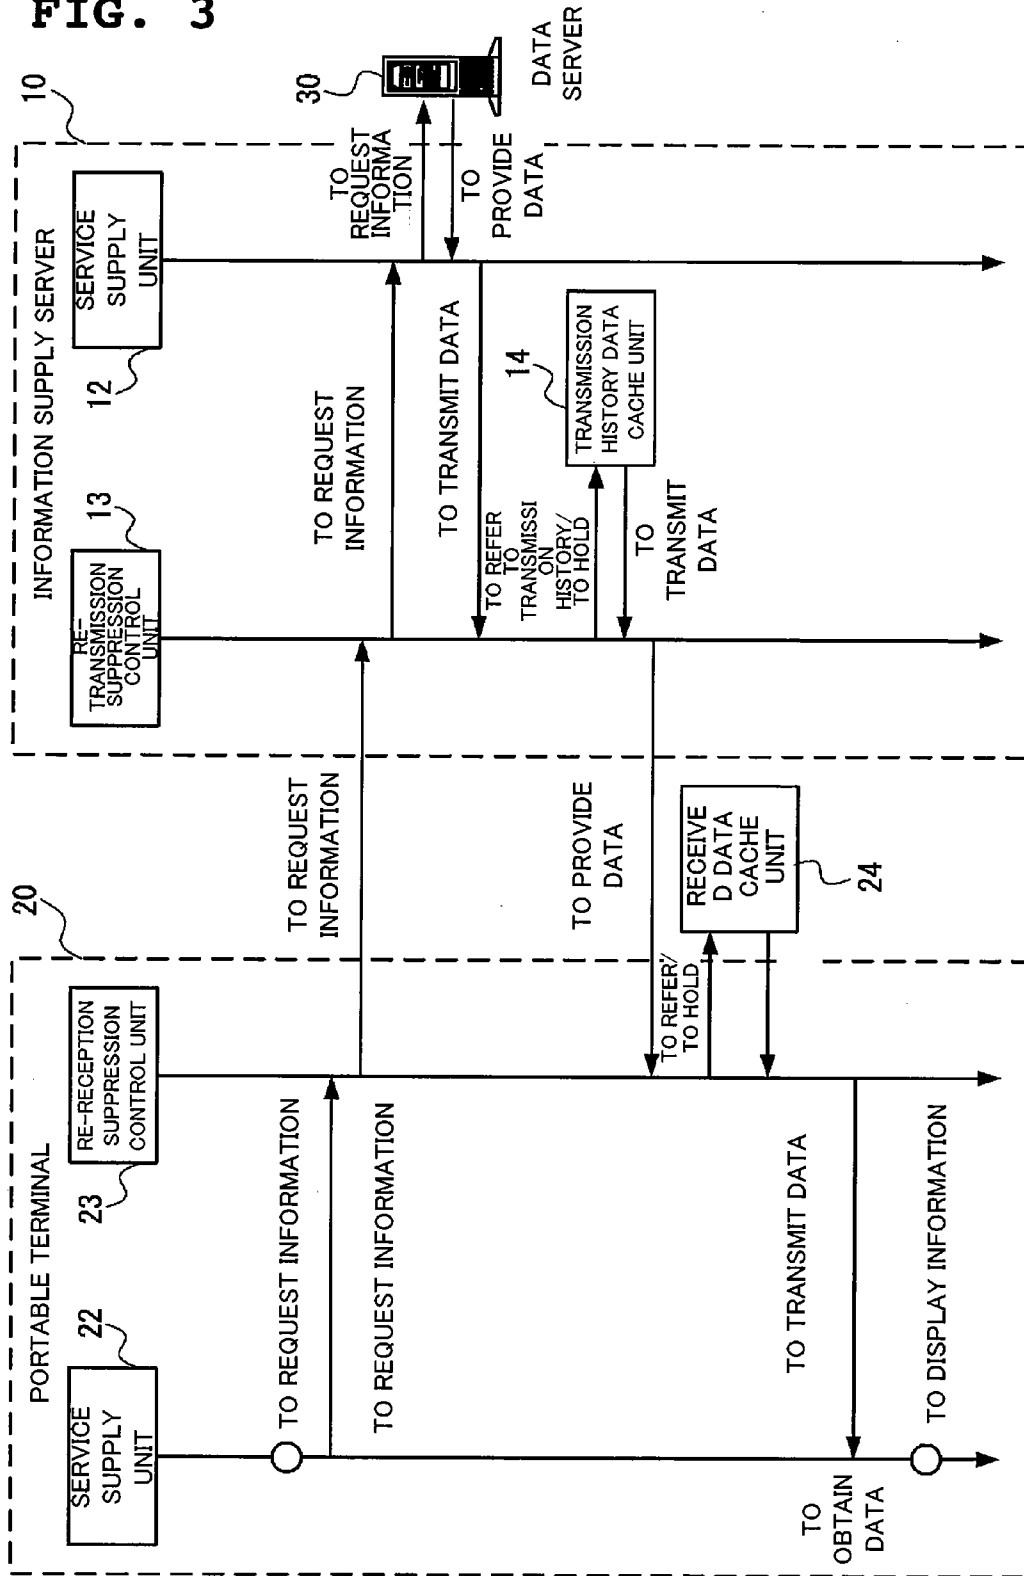 FIG. 3
PORTABLE TERMINAL
20
INFORMATION SUPPLY SERVER
10
SERVICE
SUPPLY
UNIT
22
RE-RECEPTION
SUPPRESSION
CONTROL UNIT
23
RE-
TRANSMISSION
SUPPRESSION
CONTROL
UNIT
13
SERVICE
SUPPLY
UNIT
12
30
DATA
SERVER
TO REQUEST INFORMATION
TO REQUEST INFORMATION
TO REQUEST
INFORMATION
TO REQUEST
INFORMATION
TO
REQUEST
INFORMA
TION
TO
PROVIDE
DATA
TO TRANSMIT DATA
TO REFER
TO
TRANSMISSI
ON
HISTORY/
TO HOLD
TRANSMISSION
HISTORY DATA
CACHE UNIT
14
TO
TRANSMIT
DATA
TO PROVIDE
DATA
TO REFER/
TO HOLD
RECEIVE
D DATA
CACHE
UNIT
24
TO TRANSMIT DATA
TO
OBTAIN
DATA
TO DISPLAY INFORMATION